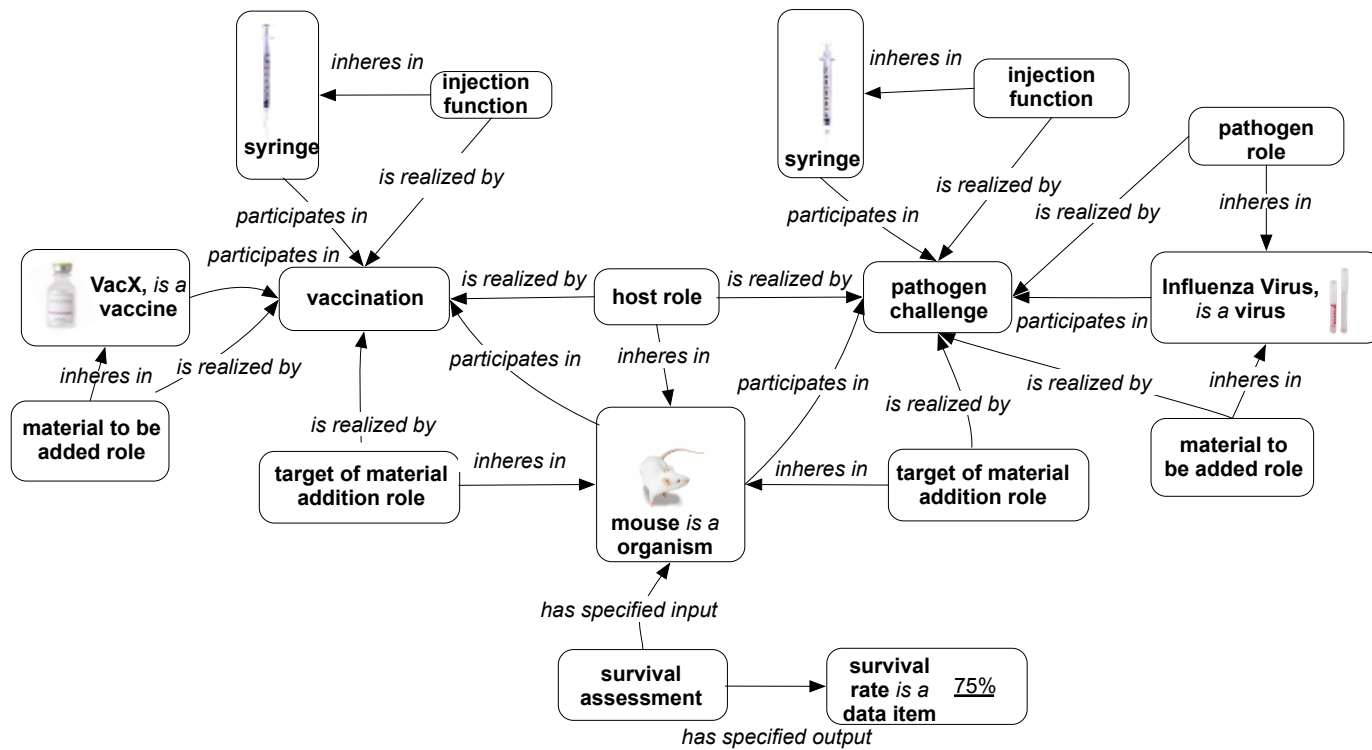 inheres in
injection
function
syringe
is realized by
participates in
inheres in
injection
function
syringe
is realized by
participates in
pathogen
role
is realized by
inheres in
participates in
VacX, is a
vaccine
vaccination
is realized by
host role
is realized by
pathogen
challenge
Influenza Virus,
is a virus
participates in
inheres in
is realized by
material to be
added role
participates in
inheres in
participates in
is realized by
inheres in
material to
be added role
is realized by
target of material
addition role
inheres in
is realized by
inheres in
target of material
addition role
mouse is a
organism
has specified input
survival
assessment
survival
rate is a
data item
75%
has specified output